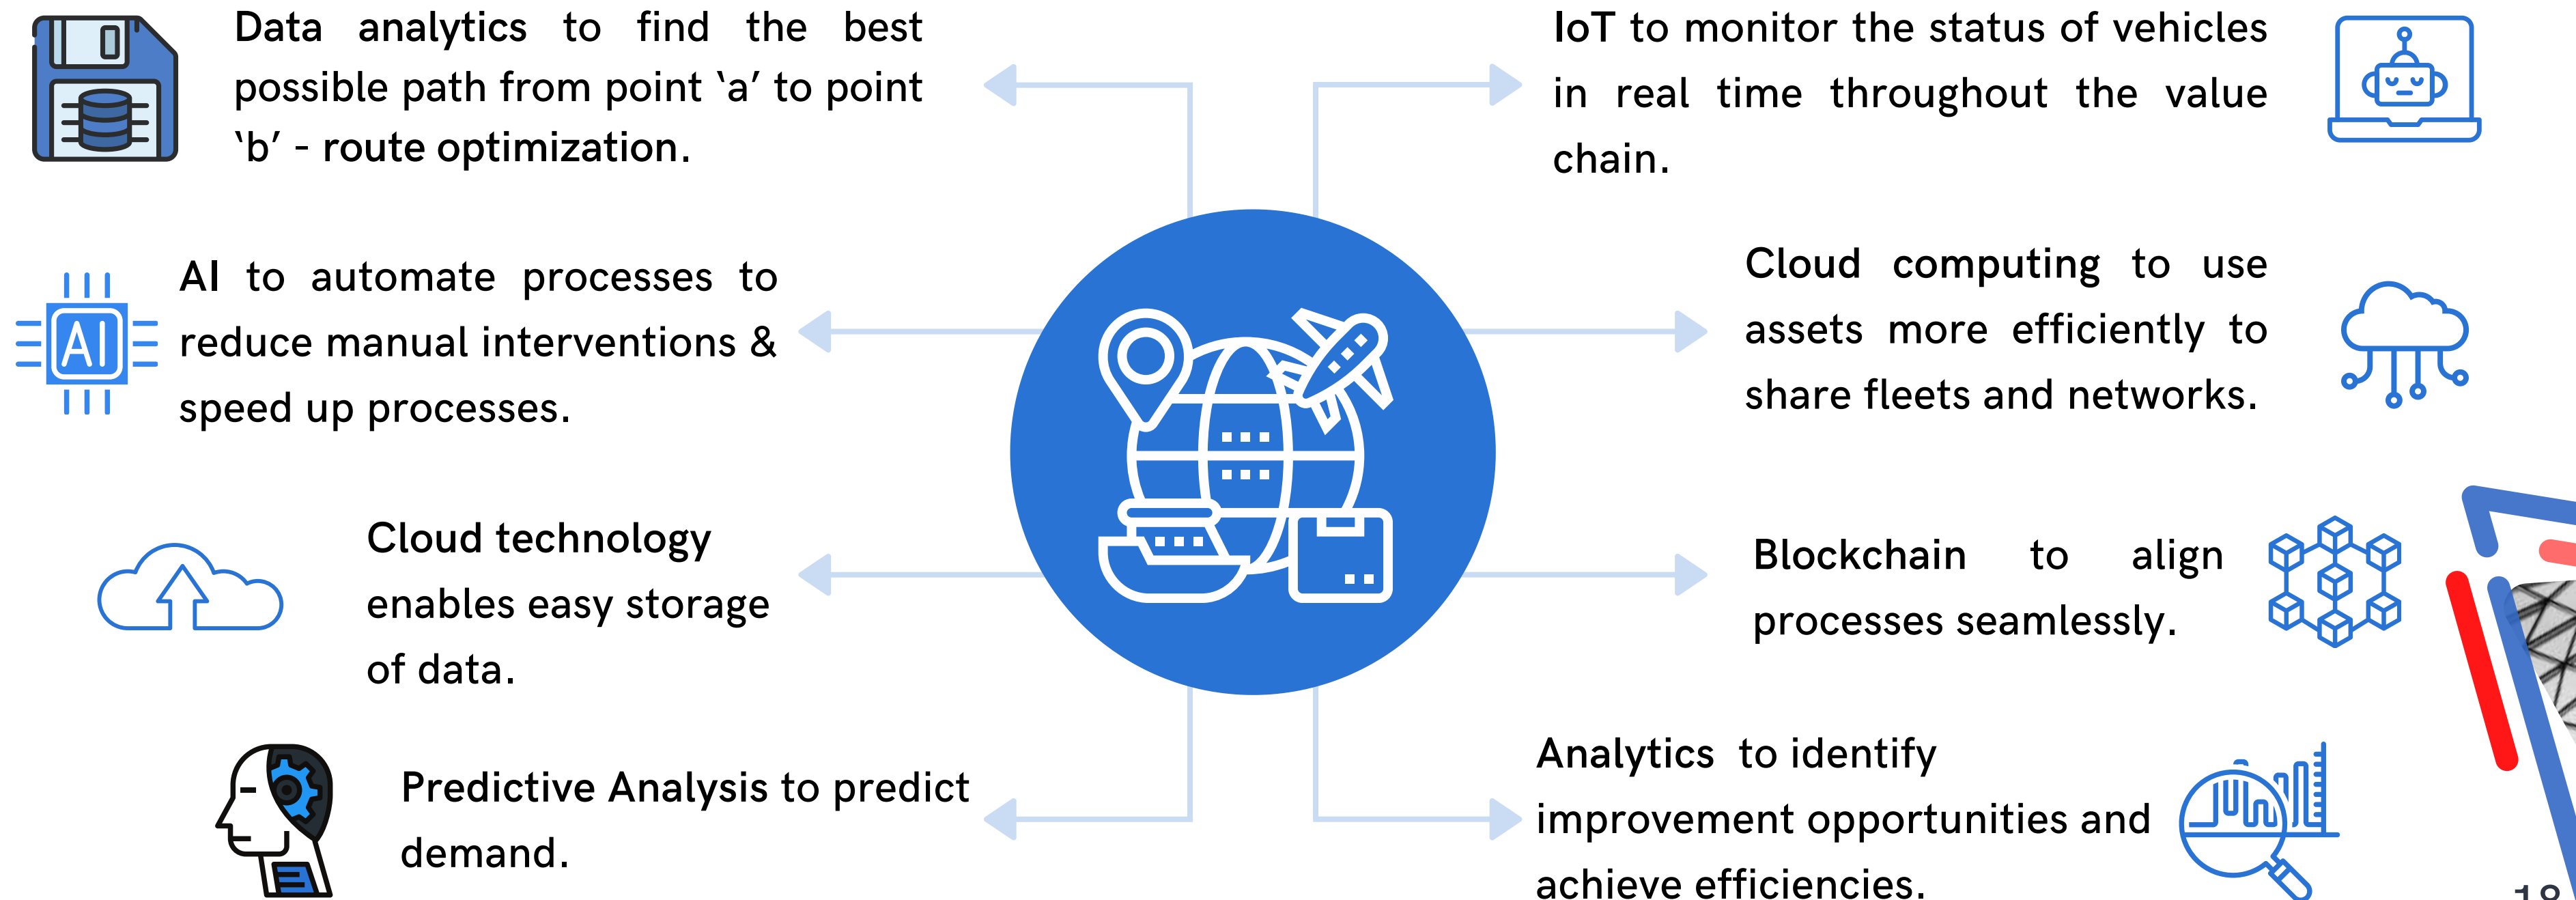 Data analytics to find the best
possible path from point ‘a’ to point
‘b’ - route optimization.
AI to automate processes to
reduce manual interventions &
speed up processes.
AI
Cloud technology
enables easy storage
of data.
Predictive Analysis to predict
demand.
IoT to monitor the status of vehicles
in real time throughout the value
chain.
Cloud computing to use
assets more efficiently to
share fleets and networks.
Blockchain to align
processes seamlessly.
Analytics to identify
improvement opportunities and
achieve efficiencies.